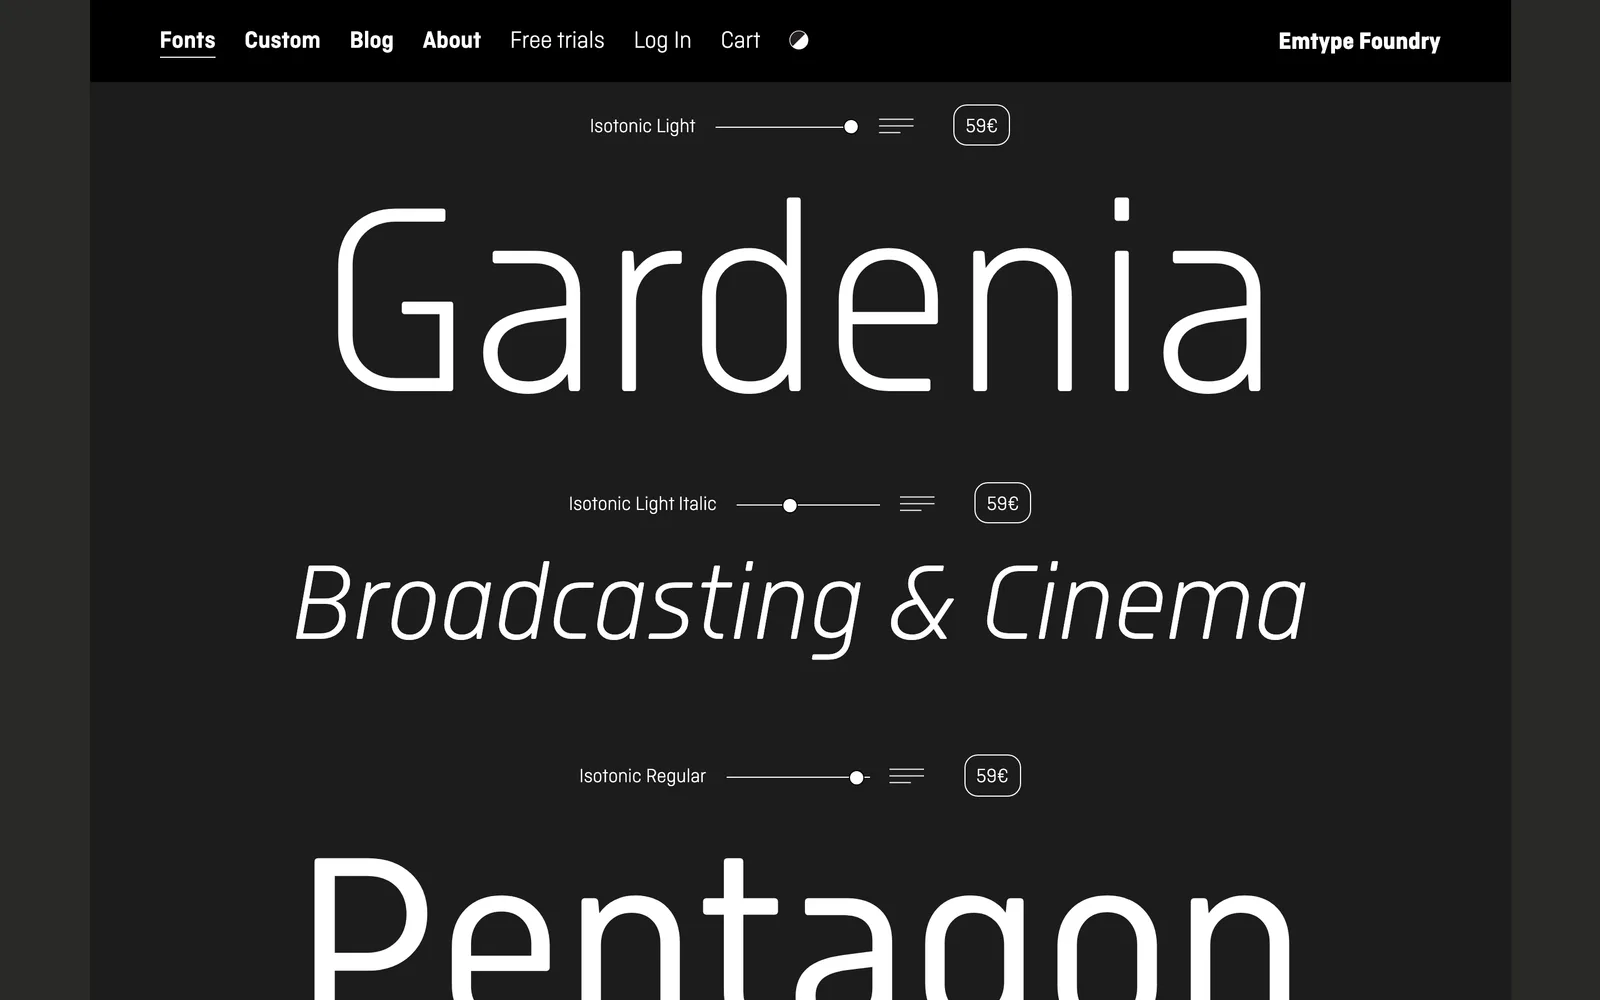 Fonts Custom Blog About Free trials Log In Cart Emtype Foundry
Isotonic Light 59€
Gardenia
Isotonic Light Italic 59€
Broadcasting & Cinema
Isotonic Regular 59€
Pentagon